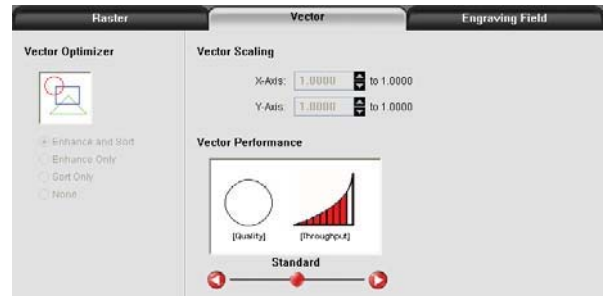 Raster Vector Engraving Field
Vector Optimizer
Enhance and Sort
Enhance Only
Sort Only
None
Vector Scaling
X-Axis: 1.0000 to 1.0000
Y-Axis: 1.0000 to 1.0000
Vector Performance
[Quality] [Throughput]
Standard